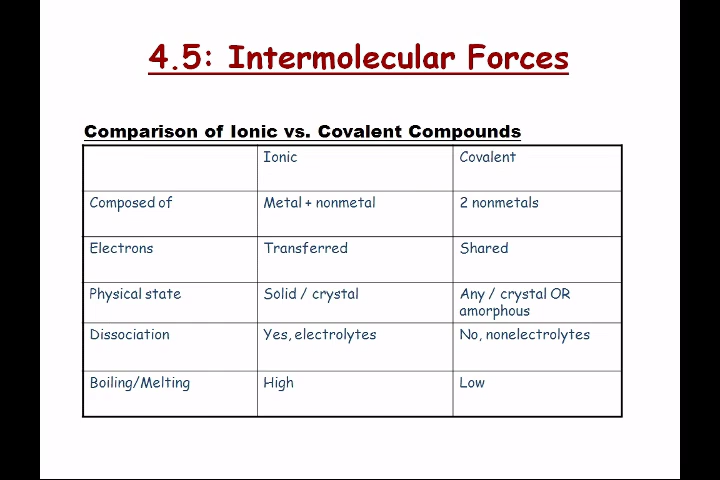 4.5: Intermolecular Forces
Comparison of Ionic vs. Covalent Compounds
Ionic Covalent
Composed of Metal + nonmetal 2 nonmetals
Electrons Transferred Shared
Physical state Solid / crystal Any / crystal OR
amorphous
Dissociation Yes, electrolytes No, nonelectrolytes
Boiling/Melting High Low